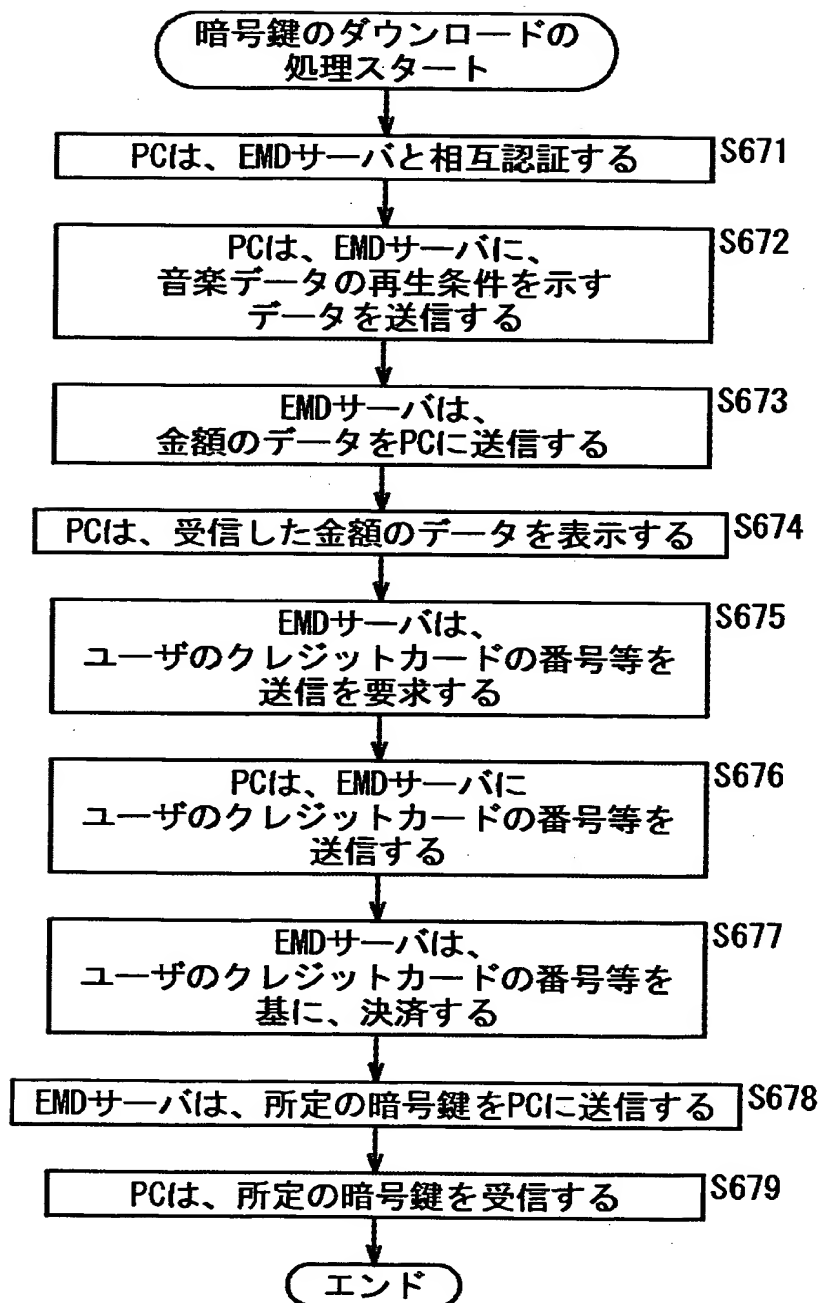 暗号鍵のダウンロードの
処理スタート
PCは、EMDサーバと相互認証する
S671
PCは、EMDサーバに、
音楽データの再生条件を示す
データを送信する
S672
EMDサーバは、
金額のデータをPCに送信する
S673
PCは、受信した金額のデータを表示する
S674
EMDサーバは、
ユーザのクレジットカードの番号等を
送信を要求する
S675
PCは、EMDサーバに
ユーザのクレジットカードの番号等を
送信する
S676
EMDサーバは、
ユーザのクレジットカードの番号等を
基に、決済する
S677
EMDサーバは、所定の暗号鍵をPCに送信する
S678
PCは、所定の暗号鍵を受信する
S679
エンド